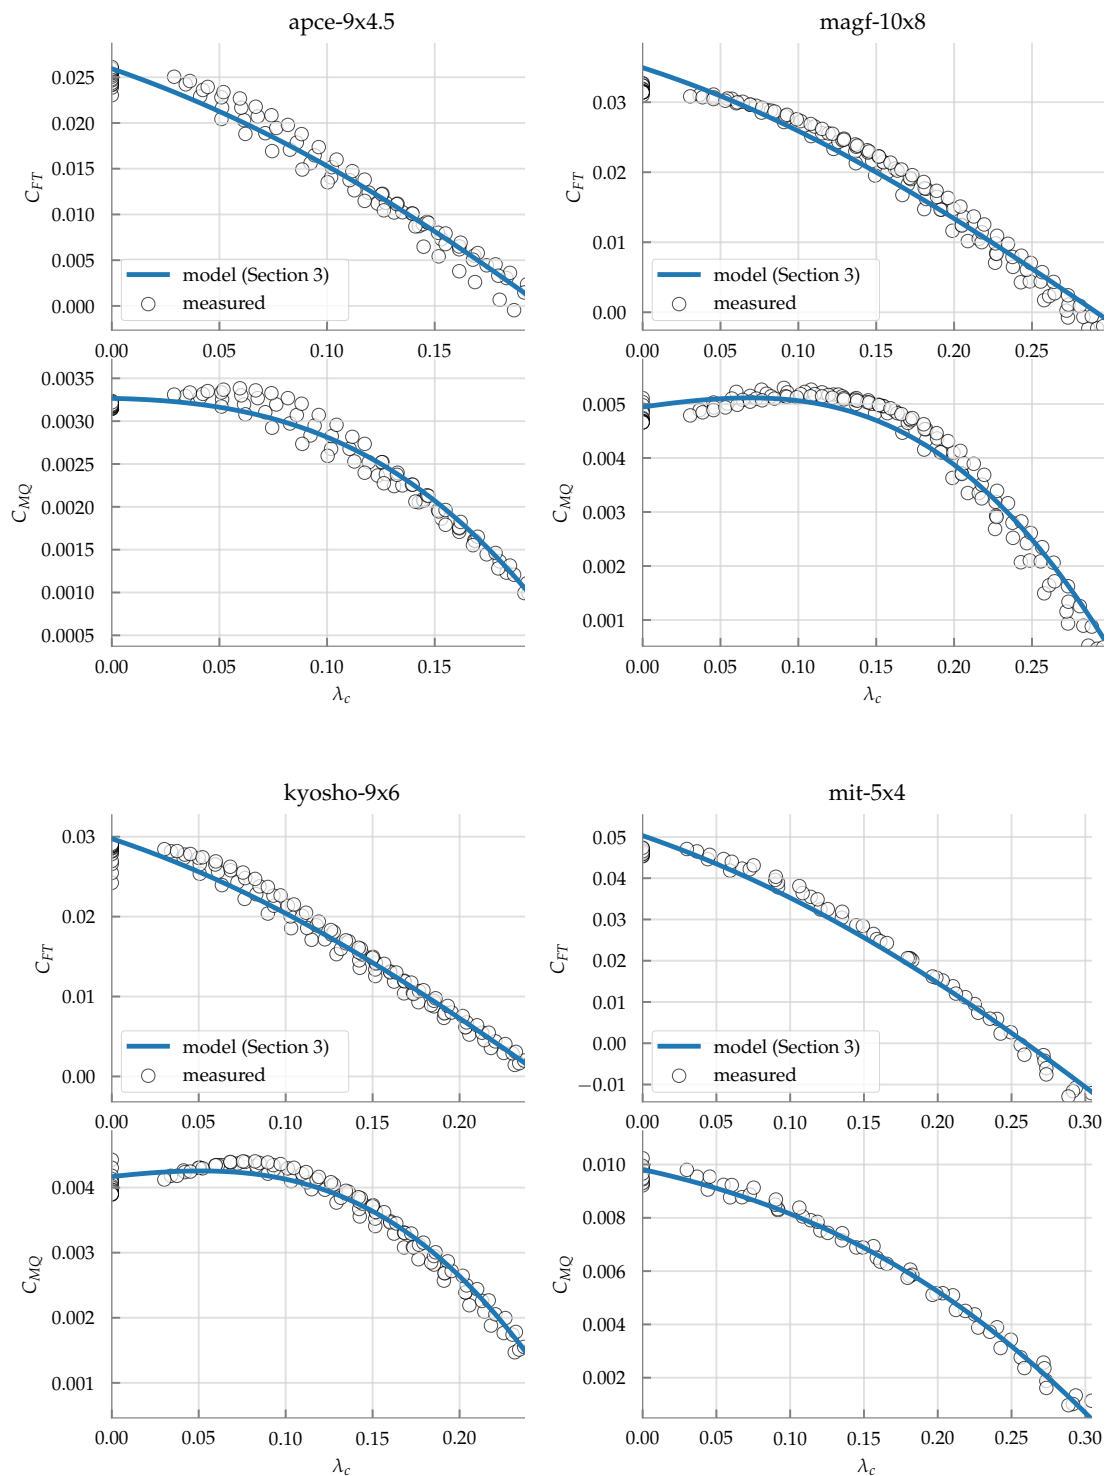 apce-9x4.5
magf-10x8
0.025
0.020
0.015
0.010
0.005
0.000
C_FT
model (Section 3)
measured
0.00 0.05 0.10 0.15
0.03
0.02
0.01
0.00
C_FT
model (Section 3)
measured
0.00 0.05 0.10 0.15 0.20 0.25
0.0035
0.0030
0.0025
0.0020
0.0015
0.0010
0.0005
C_MQ
0.00 0.05 0.10 0.15
λ_c
0.005
0.004
0.003
0.002
0.001
C_MQ
0.00 0.05 0.10 0.15 0.20 0.25
λ_c
kyosho-9x6
mit-5x4
0.03
0.02
0.01
0.00
C_FT
model (Section 3)
measured
0.00 0.05 0.10 0.15 0.20
0.05
0.04
0.03
0.02
0.01
0.00
−0.01
C_FT
model (Section 3)
measured
0.00 0.05 0.10 0.15 0.20 0.25 0.30
0.004
0.003
0.002
0.001
C_MQ
0.00 0.05 0.10 0.15 0.20
λ_c
0.010
0.008
0.006
0.004
0.002
C_MQ
0.00 0.05 0.10 0.15 0.20 0.25 0.30
λ_c